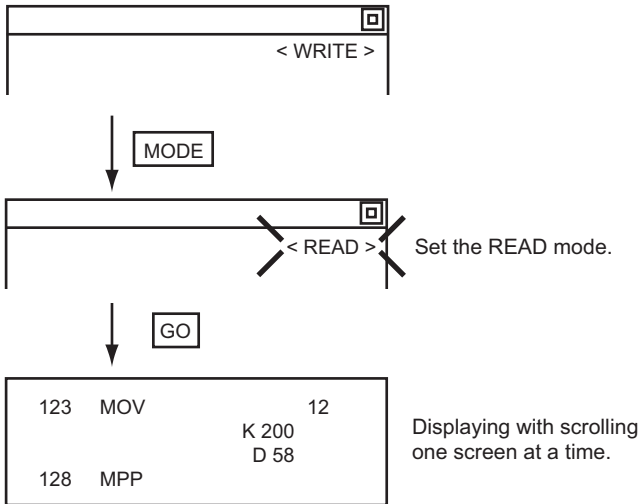 < WRITE >
MODE
< READ >
Set the READ mode.
GO
123 MOV 12
K 200
D 58
128 MPP
Displaying with scrolling
one screen at a time.